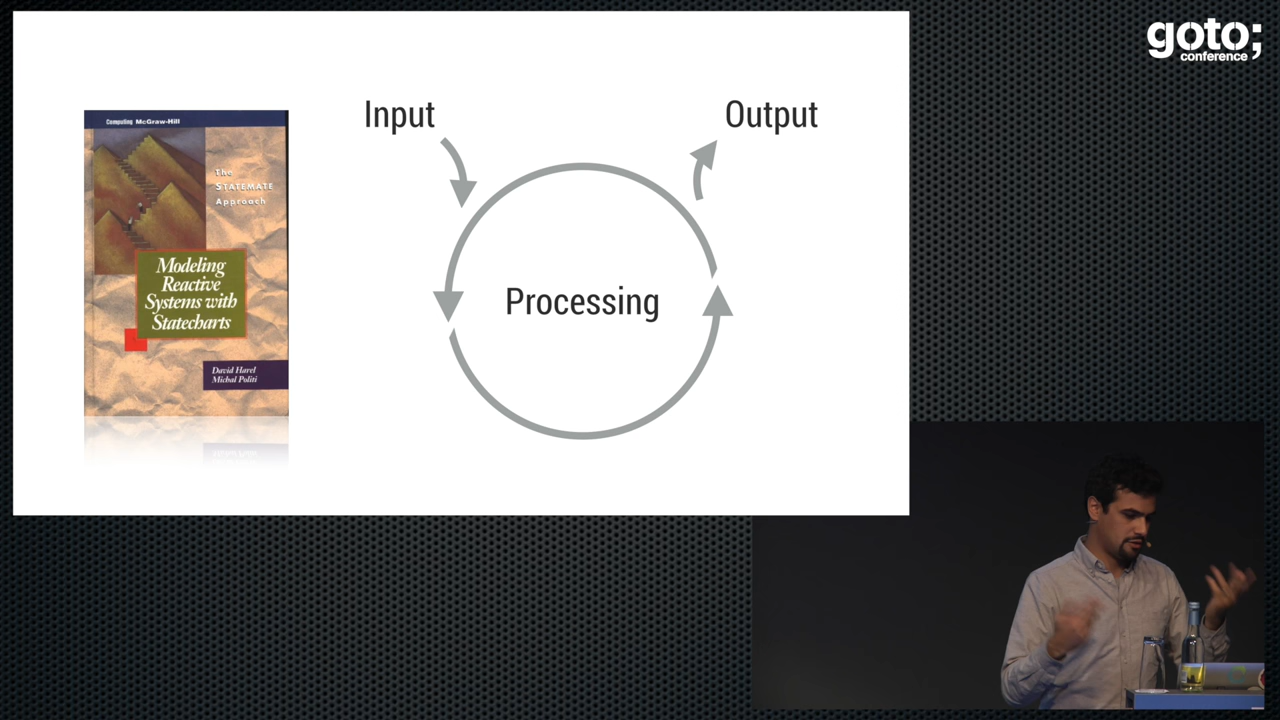 goto;
conference
Input
Output
Processing
Computing McGraw-Hill
The
STATEMATE
Approach
Modeling
Reactive
Systems with
Statecharts
David Harel
Michal Politi